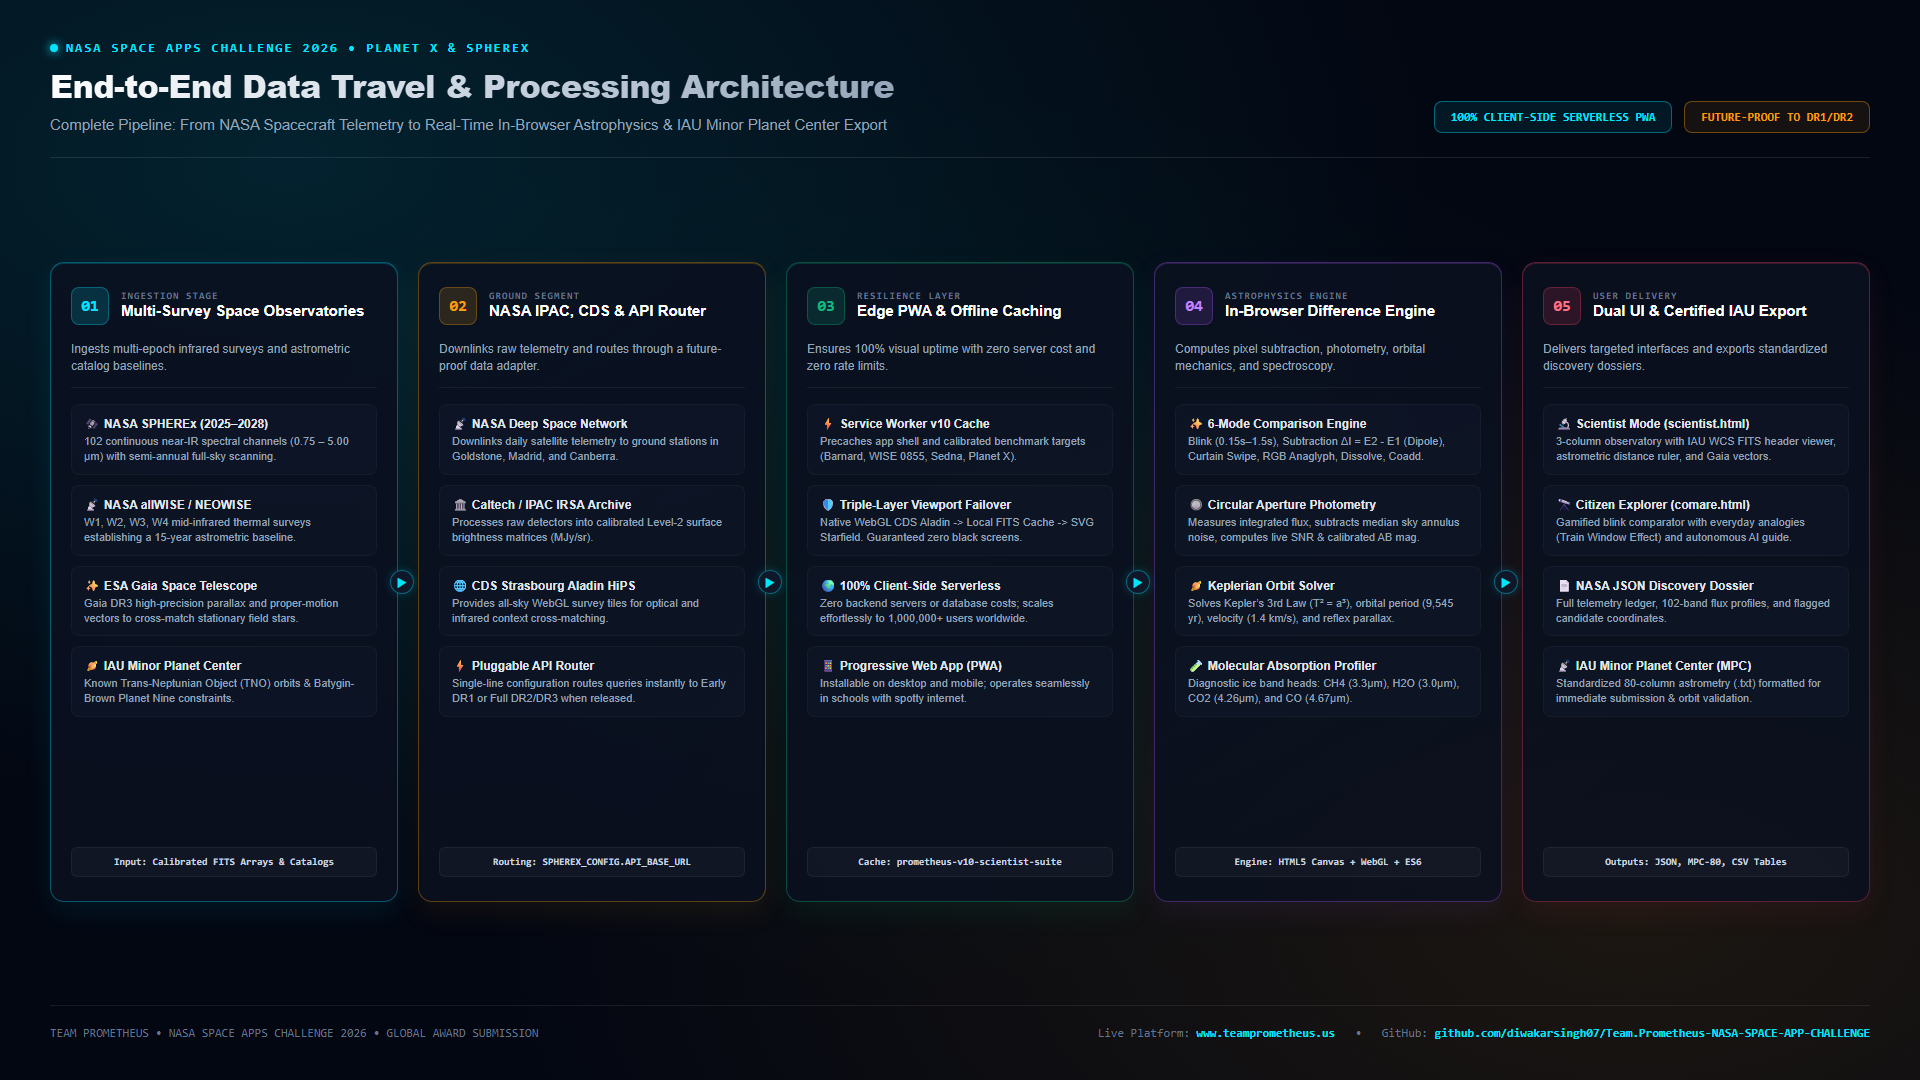 NASA SPACE APPS CHALLENGE 2026 • PLANET X & SPHEREX
End-to-End Data Travel & Processing Architecture
Complete Pipeline: From NASA Spacecraft Telemetry to Real-Time In-Browser Astrophysics & IAU Minor Planet Center Export
100% CLIENT-SIDE SERVERLESS PWA
FUTURE-PROOF TO DR1/DR2
01
INGESTION STAGE
Multi-Survey Space Observatories
Ingests multi-epoch infrared surveys and astrometric
catalog baselines.
NASA SPHEREx (2025–2028)
102 continuous near-IR spectral channels (0.75 – 5.00
µm) with semi-annual full-sky scanning.
NASA allWISE / NEOWISE
W1, W2, W3, W4 mid-infrared thermal surveys
establishing a 15-year astrometric baseline.
ESA Gaia Space Telescope
Gaia DR3 high-precision parallax and proper-motion
vectors to cross-match stationary field stars.
IAU Minor Planet Center
Known Trans-Neptunian Object (TNO) orbits & Batygin-
Brown Planet Nine constraints.
Input: Calibrated FITS Arrays & Catalogs
02
GROUND SEGMENT
NASA IPAC, CDS & API Router
Downlinks raw telemetry and routes through a future-
proof data adapter.
NASA Deep Space Network
Downlinks daily satellite telemetry to ground stations in
Goldstone, Madrid, and Canberra.
Caltech / IPAC IRSA Archive
Processes raw detectors into calibrated Level-2 surface
brightness matrices (MJy/sr).
CDS Strasbourg Aladin HiPS
Provides all-sky WebGL survey tiles for optical and
infrared context cross-matching.
Pluggable API Router
Single-line configuration routes queries instantly to Early
DR1 or Full DR2/DR3 when released.
Routing: SPHEREX_CONFIG.API_BASE_URL
03
RESILIENCE LAYER
Edge PWA & Offline Caching
Ensures 100% visual uptime with zero server cost and
zero rate limits.
Service Worker v10 Cache
Precaches app shell and calibrated benchmark targets
(Barnard, WISE 0855, Sedna, Planet X).
Triple-Layer Viewport Failover
Native WebGL CDS Aladin -> Local FITS Cache -> SVG
Starfield. Guaranteed zero black screens.
100% Client-Side Serverless
Zero backend servers or database costs; scales
effortlessly to 1,000,000+ users worldwide.
Progressive Web App (PWA)
Installable on desktop and mobile; operates seamlessly
in schools with spotty internet.
Cache: prometheus-v10-scientist-suite
04
ASTROPHYSICS ENGINE
In-Browser Difference Engine
Computes pixel subtraction, photometry, orbital
mechanics, and spectroscopy.
6-Mode Comparison Engine
Blink (0.15s–1.5s), Subtraction ΔI = E2 - E1 (Dipole),
Curtain Swipe, RGB Anaglyph, Dissolve, Coadd.
Circular Aperture Photometry
Measures integrated flux, subtracts median sky annulus
noise, computes live SNR & calibrated AB mag.
Keplerian Orbit Solver
Solves Kepler's 3rd Law (T² = a³), orbital period (9,545
yr), velocity (1.4 km/s), and reflex parallax.
Molecular Absorption Profiler
Diagnostic ice band heads: CH4 (3.3µm), H2O (3.0µm),
CO2 (4.26µm), and CO (4.67µm).
Engine: HTML5 Canvas + WebGL + ES6
05
USER DELIVERY
Dual UI & Certified IAU Export
Delivers targeted interfaces and exports standardized
discovery dossiers.
Scientist Mode (scientist.html)
3-column observatory with IAU WCS FITS header viewer,
astrometric distance ruler, and Gaia vectors.
Citizen Explorer (comare.html)
Gamified blink comparator with everyday analogies
(Train Window Effect) and autonomous AI guide.
NASA JSON Discovery Dossier
Full telemetry ledger, 102-band flux profiles, and flagged
candidate coordinates.
IAU Minor Planet Center (MPC)
Standardized 80-column astrometry (.txt) formatted for
immediate submission & orbit validation.
Outputs: JSON, MPC-80, CSV Tables
TEAM PROMETHEUS • NASA SPACE APPS CHALLENGE 2026 • GLOBAL AWARD SUBMISSION
Live Platform: www.teamprometheus.us • GitHub: github.com/diwakarsingh07/Team.Prometheus-NASA-SPACE-APP-CHALLENGE